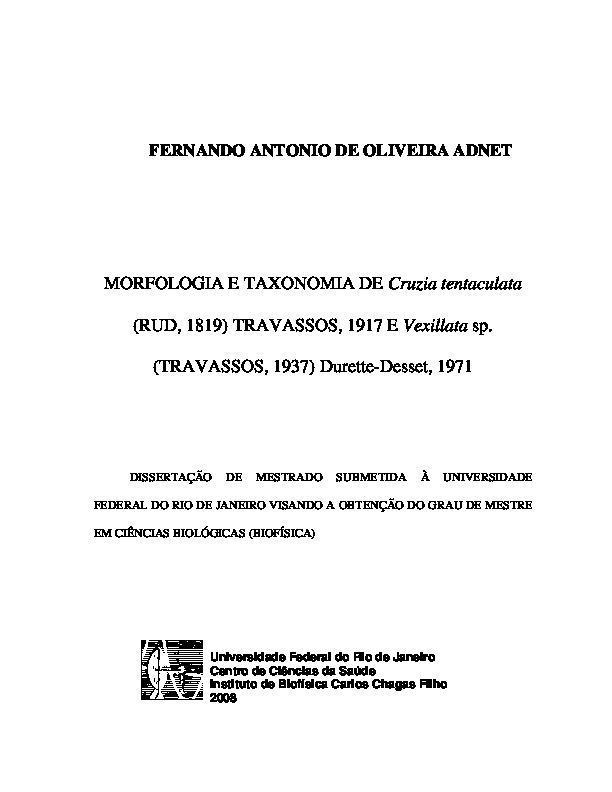 FERNANDO ANTONIO DE OLIVEIRA ADNET
MORFOLOGIA E TAXONOMIA DE Cruzia tentaculata
(RUD, 1819) TRAVASSOS, 1917 E Vexillata sp.
(TRAVASSOS, 1937) Durette-Desset, 1971
DISSERTAÇÃO DE MESTRADO SUBMETIDA À UNIVERSIDADE
FEDERAL DO RIO DE JANEIRO VISANDO A OBTENÇÃO DO GRAU DE MESTRE
EM CIÊNCIAS BIOLÓGICAS (BIOFÍSICA)
Universidade Federal do Rio de Janeiro
Centro de Ciências da Saúde
Instituto de Biofísica Carlos Chagas Filho
2008